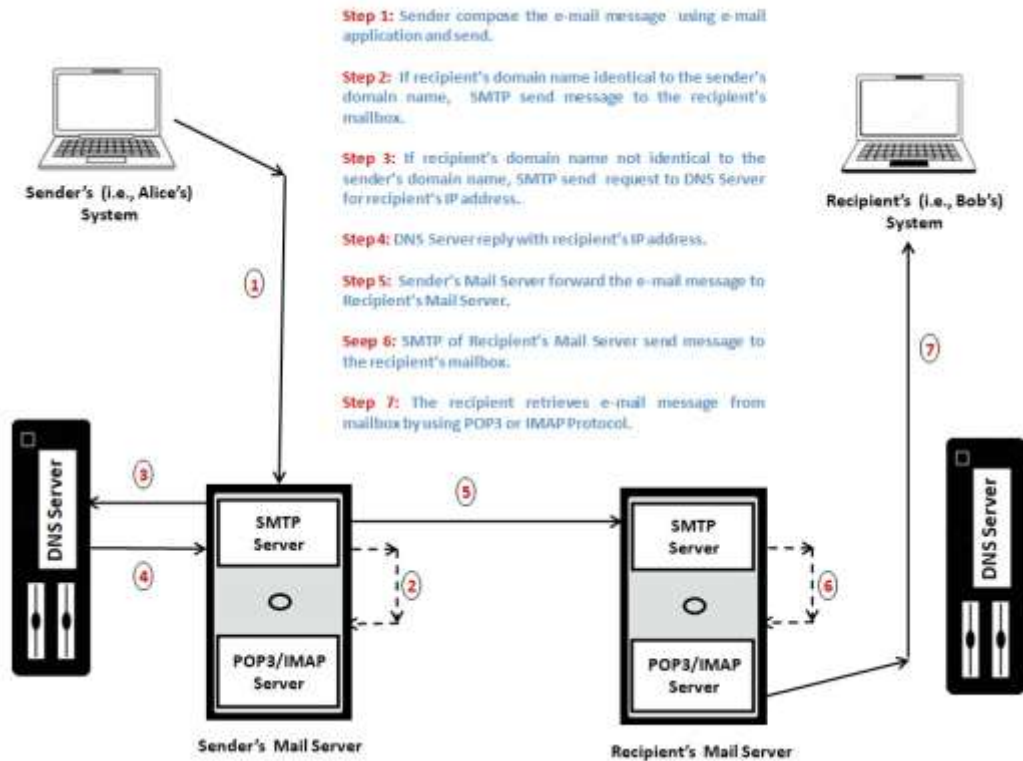 Step 1: Sender compose the e-mail message using e-mail
application and send.
Step 2: If recipient's domain name identical to the sender's
domain name, SMTP send message to the recipient's
mailbox.
Step 3: If recipient's domain name not identical to the
sender's domain name, SMTP send request to DNS Server
for recipient's IP address.
Step 4: DNS Server reply with recipient's IP address.
Step 5: Sender's Mail Server forward the e-mail message to
Recipient's Mail Server.
Seep 6: SMTP of Recipient's Mail Server send message to
the recipient's mailbox.
Step 7: The recipient retrieves e-mail message from
mailbox by using POP3 or IMAP Protocol.
Sender's (i.e., Alice's)
System
Recipient's (i.e., Bob's)
System
1
7
DNS Server
3
4
SMTP
Server
2
POP3/IMAP
Server
Sender's Mail Server
5
SMTP
Server
6
POP3/IMAP
Server
Recipient's Mail Server
DNS Server